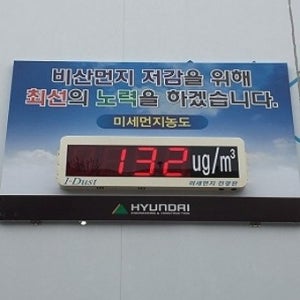 비산먼지 저감을 위해
최선의 노력을 하겠습니다.
미세먼지농도
132 ug/m³
I-Dust 미세먼지 전광판
HYUNDAI
ENGINEERING & CONSTRUCTION